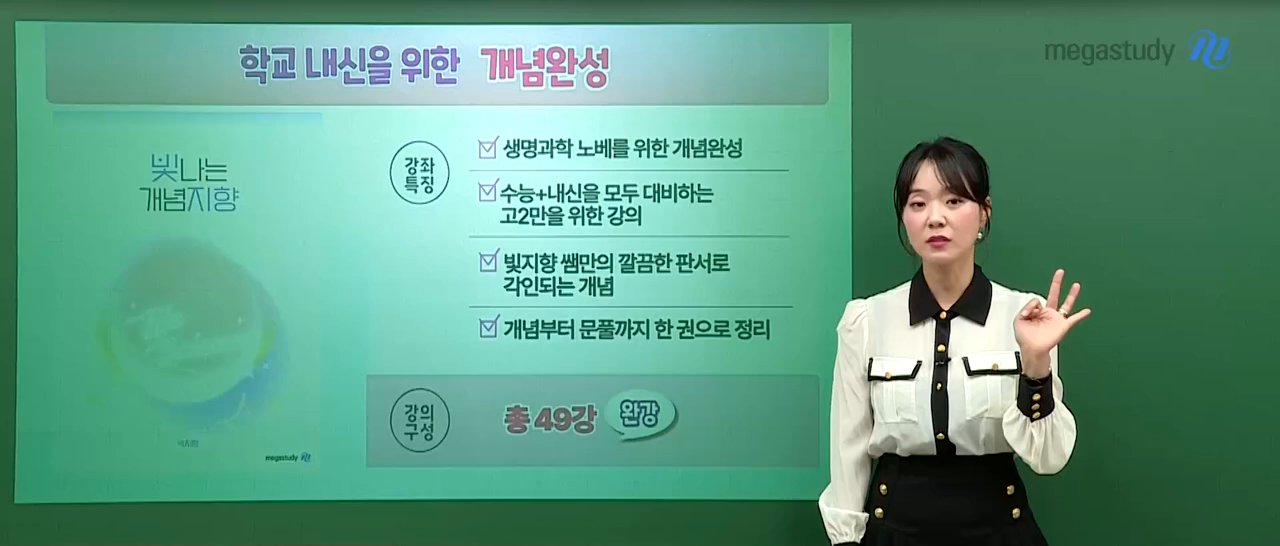 학교 내신을 위한 개념완성
megastudy
빛나는
개념지향
megastudy
강좌
특징
생명과학 노베를 위한 개념완성
수능+내신을 모두 대비하는
고2만을 위한 강의
빛지향 쌤만의 깔끔한 판서로
각인되는 개념
개념부터 문풀까지 한 권으로 정리
강의
구성
총 49강 완강